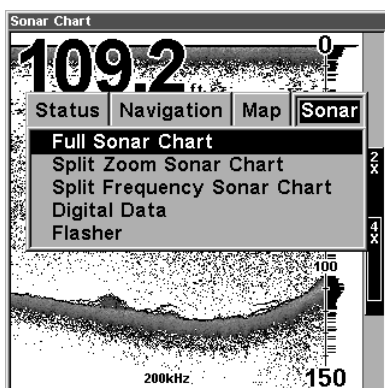 Sonar Chart
0
109.2 ft
Status Navigation Map Sonar
Full Sonar Chart
Split Zoom Sonar Chart
Split Frequency Sonar Chart
Digital Data
Flasher
2X
4X
100
200kHz
150